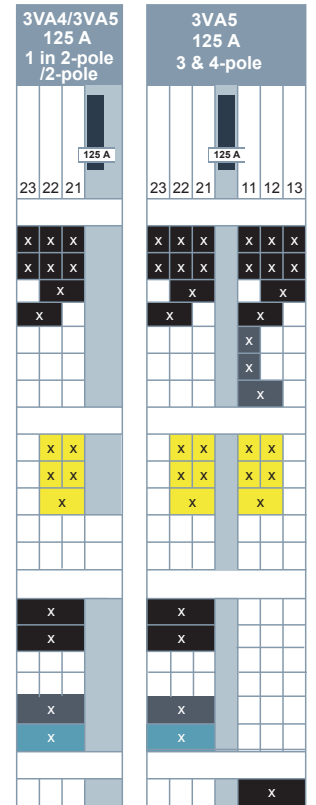 3VA4/3VA5
125 A
1 in 2-pole
/2-pole
125 A
23 22 21
x x x
x x x
x
x
x x
x x
x
x
x
x
x
3VA5
125 A
3 & 4-pole
125 A
23 22 21 11 12 13
x x x x x x
x x x x x x
x x
x x
x
x
x
x x x x
x x x x
x x
x
x
x
x
x